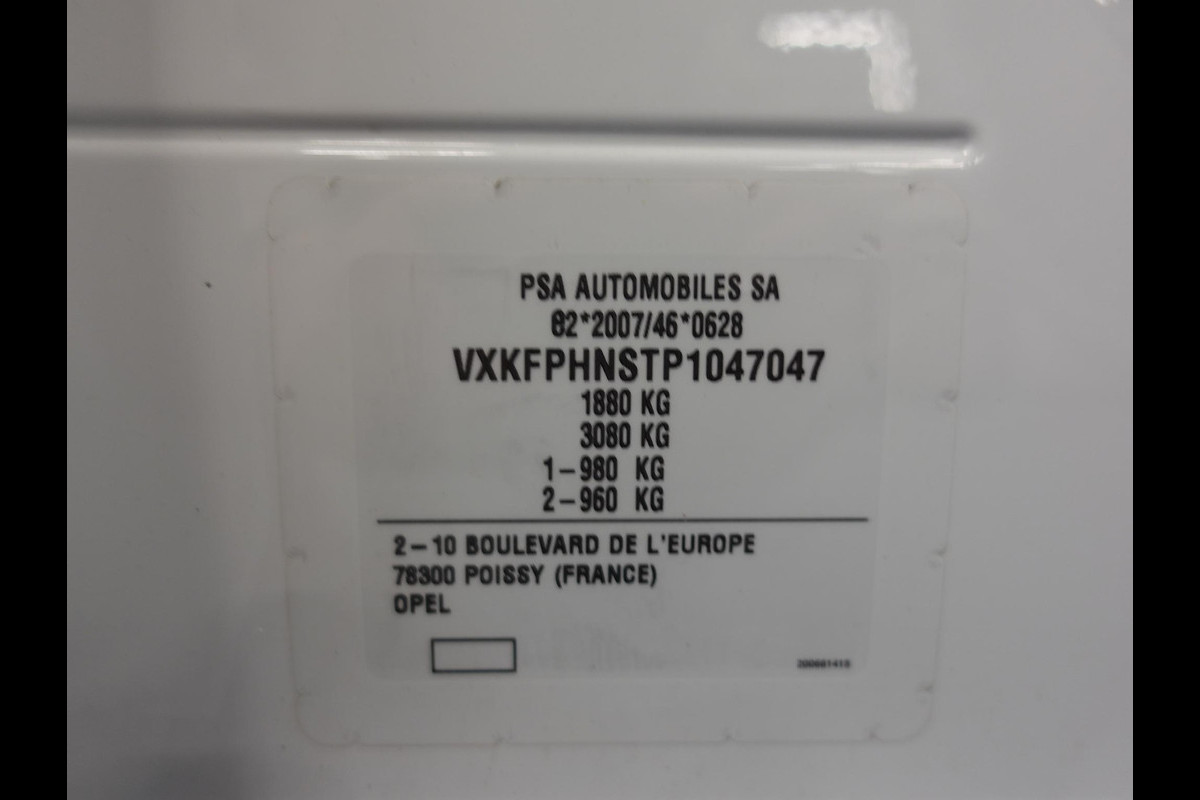 PSA AUTOMOBILES SA
e2*2007/46*0628
VXKFPHNSTP1047047
1880 KG
3080 KG
1-980 KG
2-960 KG
2-10 BOULEVARD DE L'EUROPE
78300 POISSY (FRANCE)
OPEL